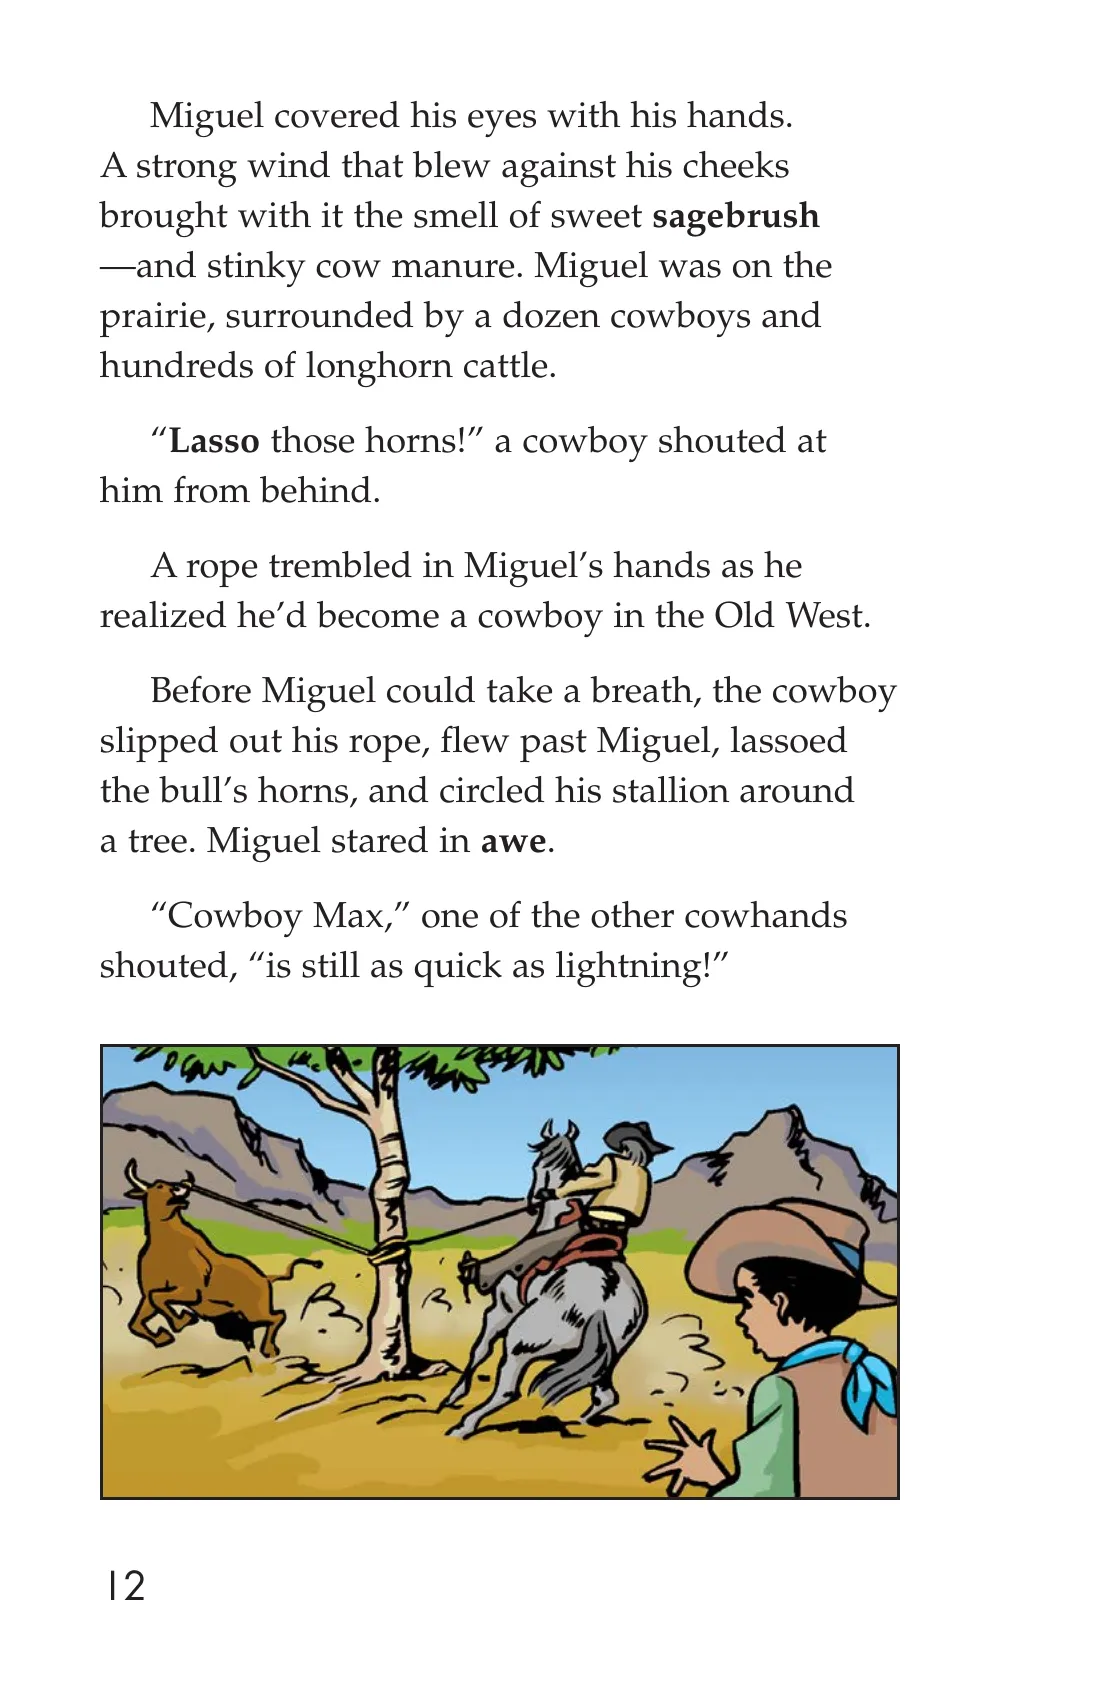 Miguel covered his eyes with his hands.
A strong wind that blew against his cheeks
brought with it the smell of sweet sagebrush
—and stinky cow manure. Miguel was on the
prairie, surrounded by a dozen cowboys and
hundreds of longhorn cattle.
“Lasso those horns!” a cowboy shouted at
him from behind.
A rope trembled in Miguel’s hands as he
realized he’d become a cowboy in the Old West.
Before Miguel could take a breath, the cowboy
slipped out his rope, flew past Miguel, lassoed
the bull’s horns, and circled his stallion around
a tree. Miguel stared in awe.
“Cowboy Max,” one of the other cowhands
shouted, “is still as quick as lightning!”
12